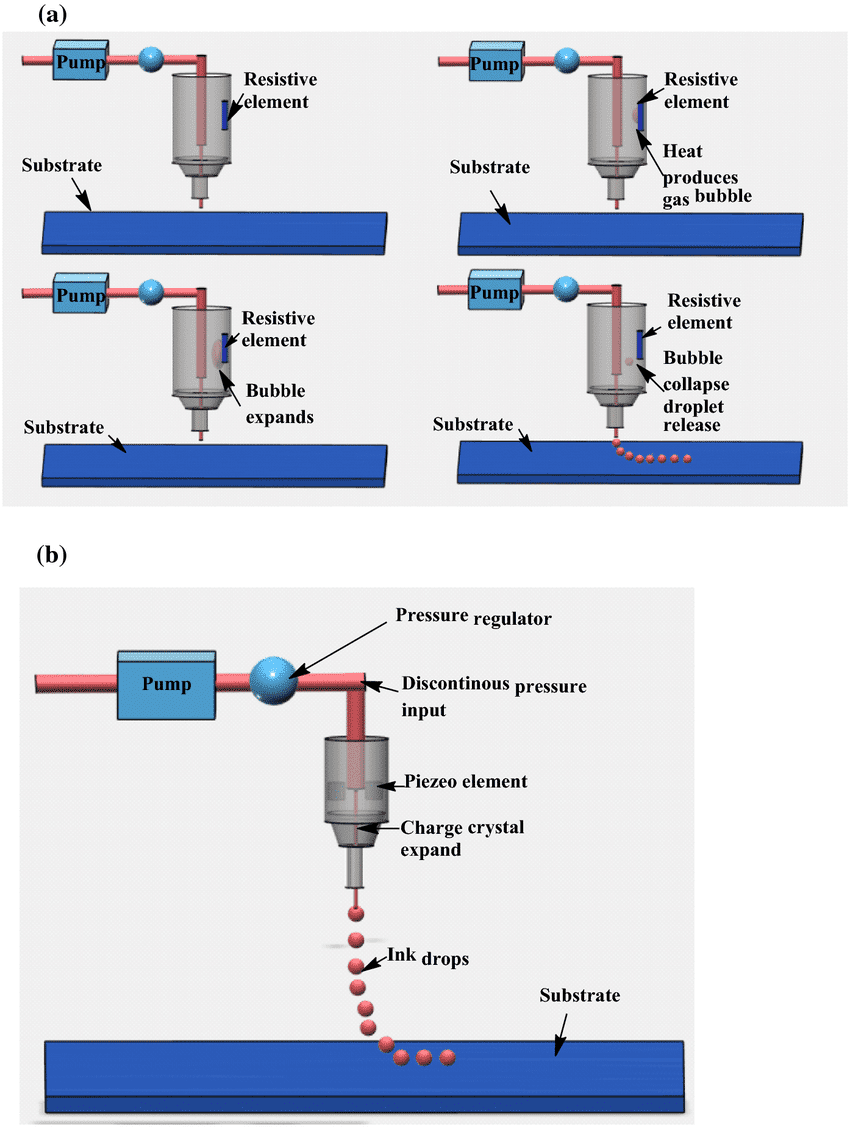 (a)
Pump
Resistive
element
Substrate
Pump
Resistive
element
Heat
produces
gas bubble
Substrate
Pump
Resistive
element
Bubble
expands
Substrate
Pump
Resistive
element
Bubble
collapse
droplet
release
Substrate
(b)
Pressure regulator
Pump
Discontinous pressure
input
Piezeo element
Charge crystal
expand
Ink drops
Substrate